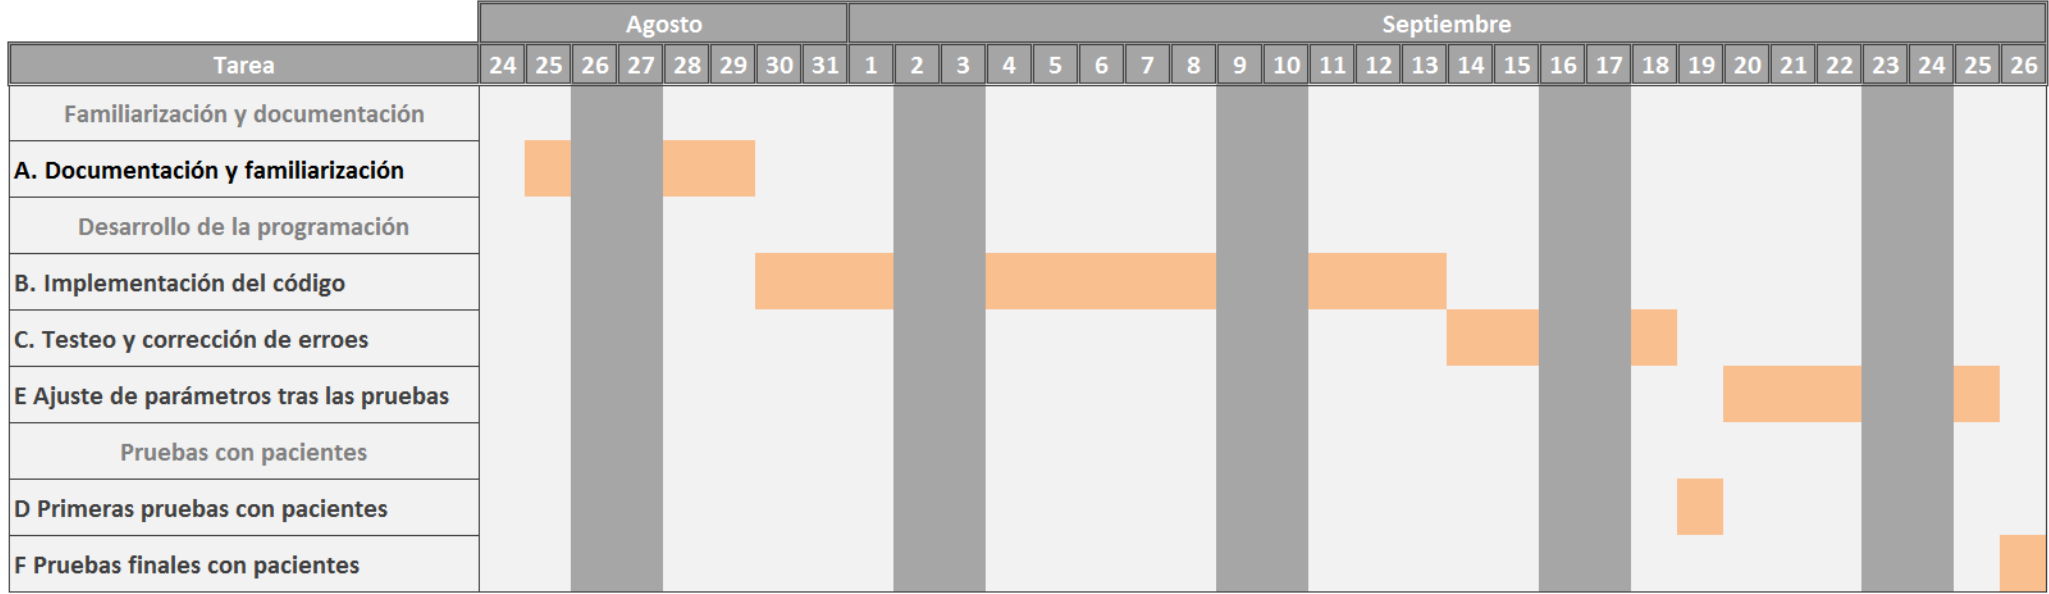 Agosto Septiembre
Tarea 24 25 26 27 28 29 30 31 1 2 3 4 5 6 7 8 9 10 11 12 13 14 15 16 17 18 19 20 21 22 23 24 25 26
Familiarización y documentación
A. Documentación y familiarización
Desarrollo de la programación
B. Implementación del código
C. Testeo y corrección de erroes
E Ajuste de parámetros tras las pruebas
Pruebas con pacientes
D Primeras pruebas con pacientes
F Pruebas finales con pacientes